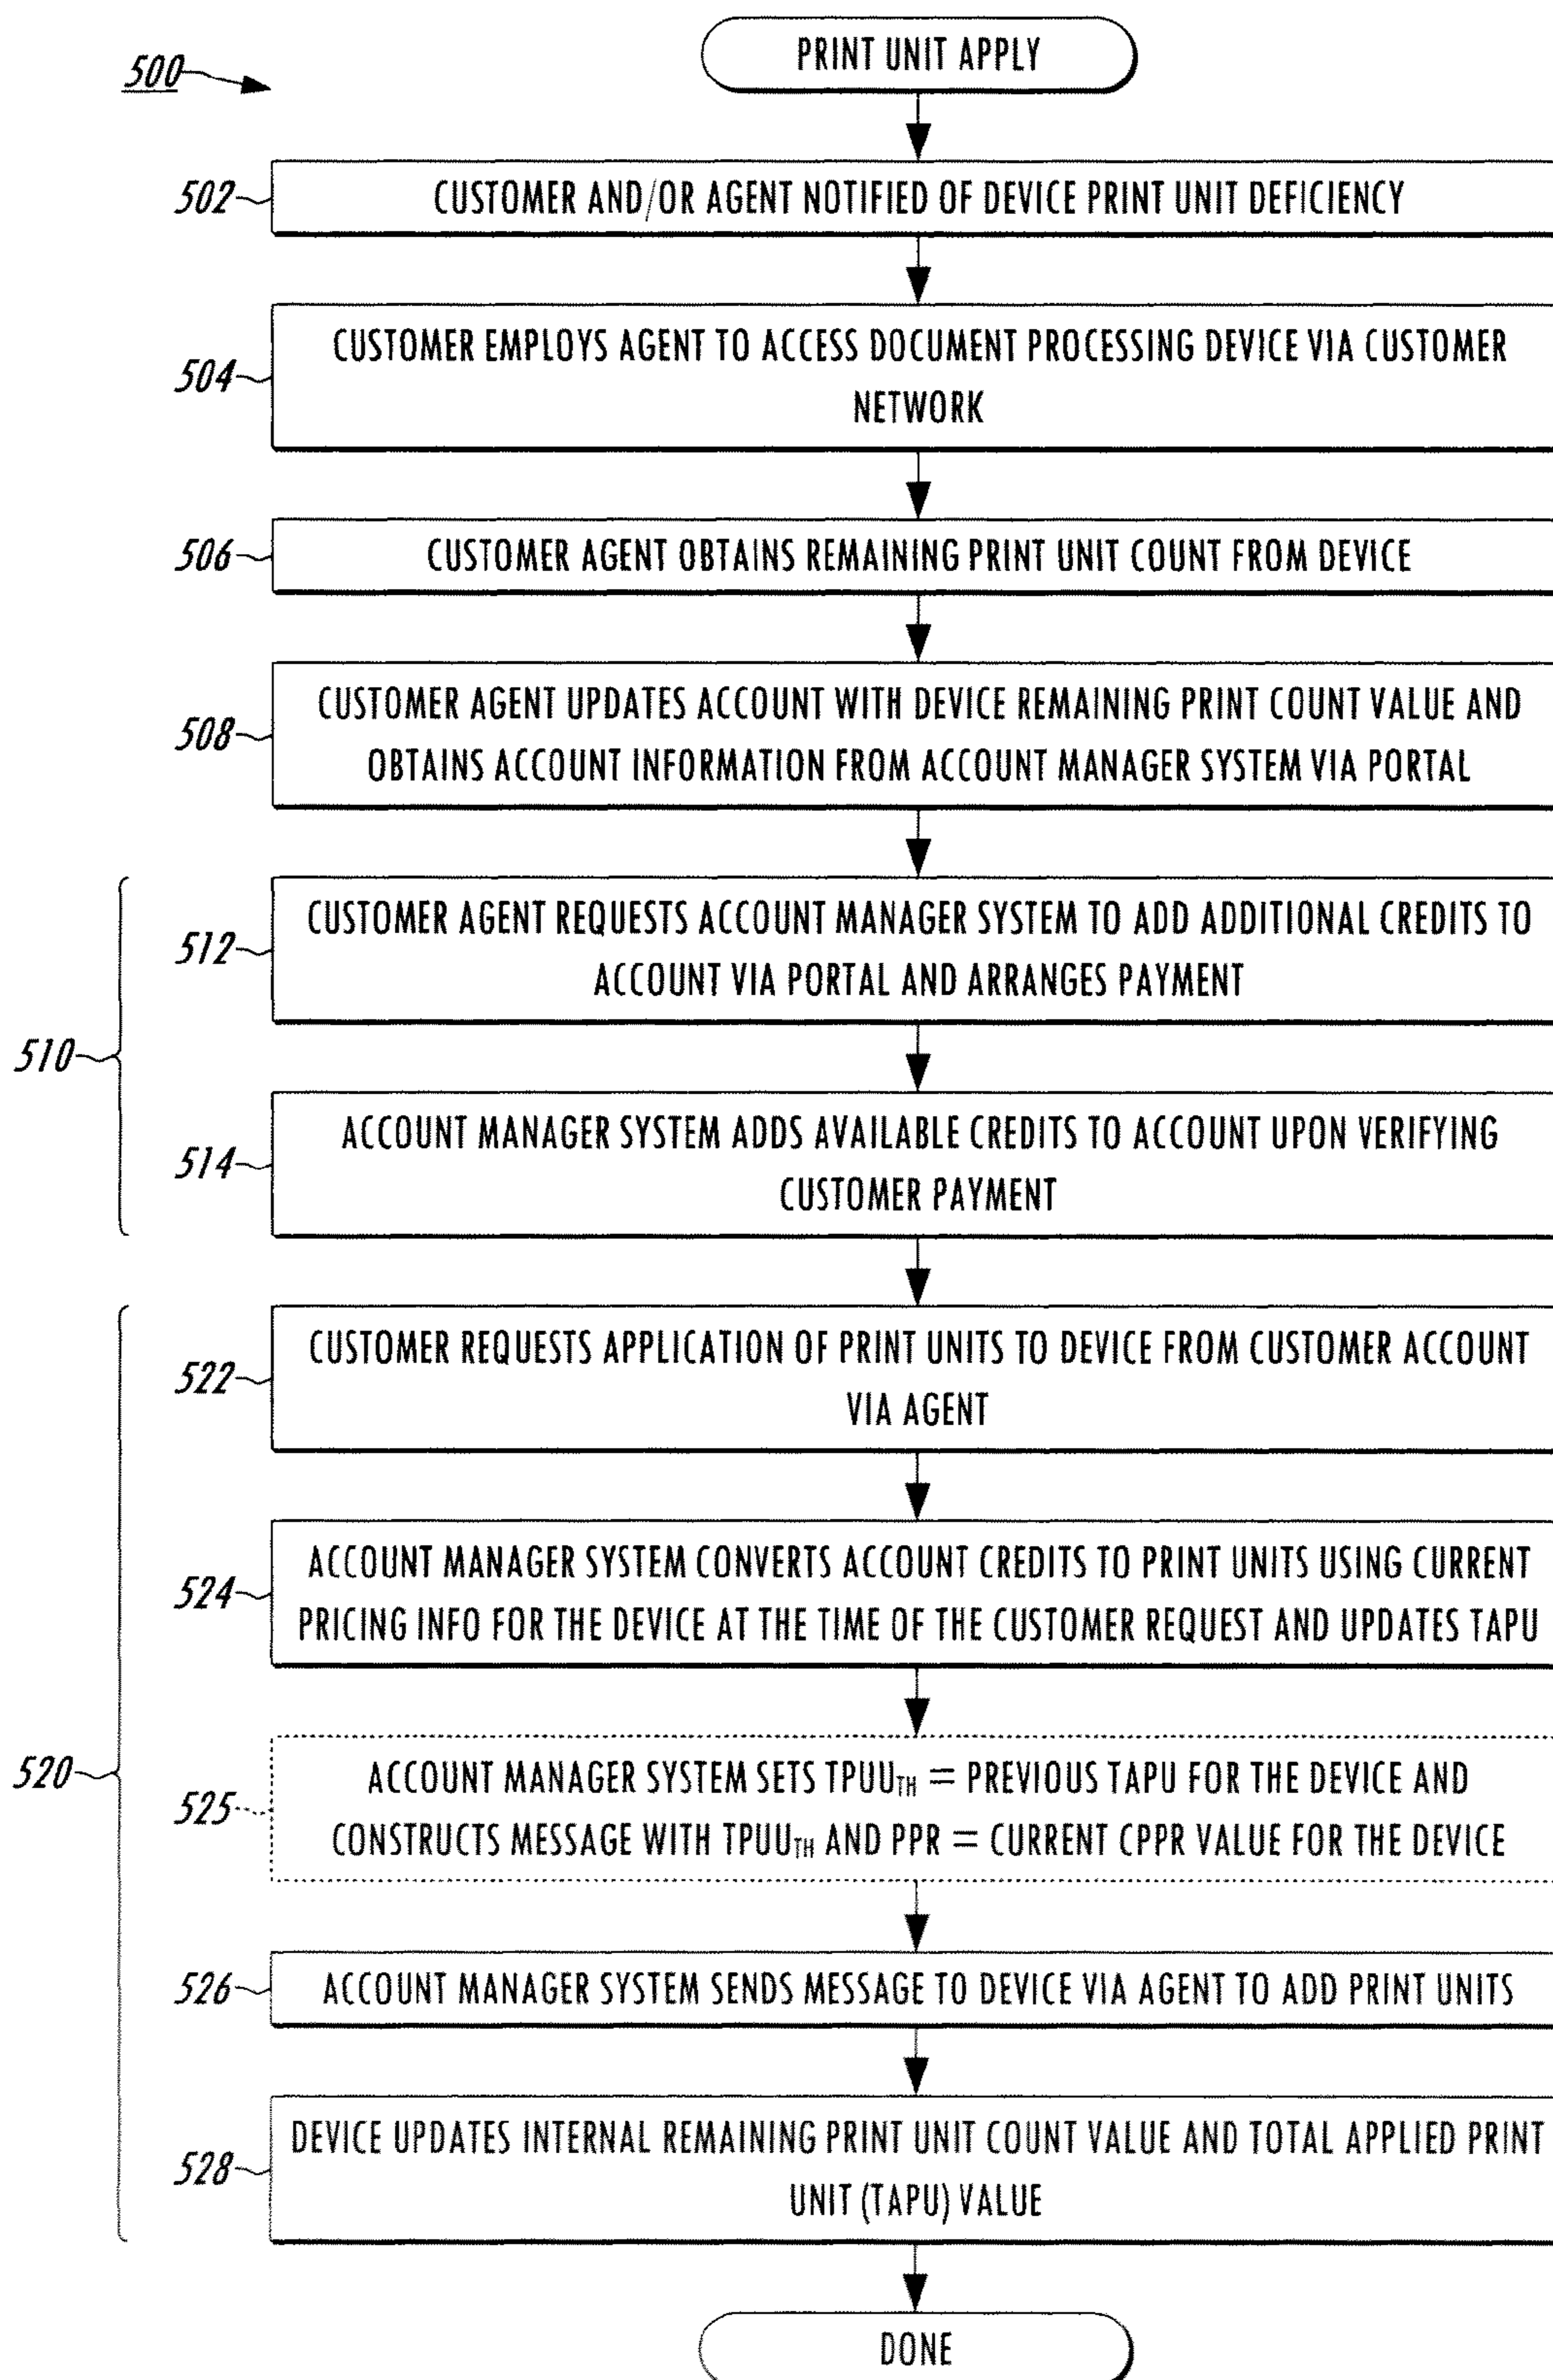 500
PRINT UNIT APPLY
502
CUSTOMER AND/OR AGENT NOTIFIED OF DEVICE PRINT UNIT DEFICIENCY
504
CUSTOMER EMPLOYS AGENT TO ACCESS DOCUMENT PROCESSING DEVICE VIA CUSTOMER
NETWORK
506
CUSTOMER AGENT OBTAINS REMAINING PRINT UNIT COUNT FROM DEVICE
508
CUSTOMER AGENT UPDATES ACCOUNT WITH DEVICE REMAINING PRINT COUNT VALUE AND
OBTAINS ACCOUNT INFORMATION FROM ACCOUNT MANAGER SYSTEM VIA PORTAL
510
512
CUSTOMER AGENT REQUESTS ACCOUNT MANAGER SYSTEM TO ADD ADDITIONAL CREDITS TO
ACCOUNT VIA PORTAL AND ARRANGES PAYMENT
514
ACCOUNT MANAGER SYSTEM ADDS AVAILABLE CREDITS TO ACCOUNT UPON VERIFYING
CUSTOMER PAYMENT
520
522
CUSTOMER REQUESTS APPLICATION OF PRINT UNITS TO DEVICE FROM CUSTOMER ACCOUNT
VIA AGENT
524
ACCOUNT MANAGER SYSTEM CONVERTS ACCOUNT CREDITS TO PRINT UNITS USING CURRENT
PRICING INFO FOR THE DEVICE AT THE TIME OF THE CUSTOMER REQUEST AND UPDATES TAPU
525
ACCOUNT MANAGER SYSTEM SETS TPUU_TH = PREVIOUS TAPU FOR THE DEVICE AND
CONSTRUCTS MESSAGE WITH TPUU_TH AND PPR = CURRENT CPPR VALUE FOR THE DEVICE
526
ACCOUNT MANAGER SYSTEM SENDS MESSAGE TO DEVICE VIA AGENT TO ADD PRINT UNITS
528
DEVICE UPDATES INTERNAL REMAINING PRINT UNIT COUNT VALUE AND TOTAL APPLIED PRINT
UNIT (TAPU) VALUE
DONE